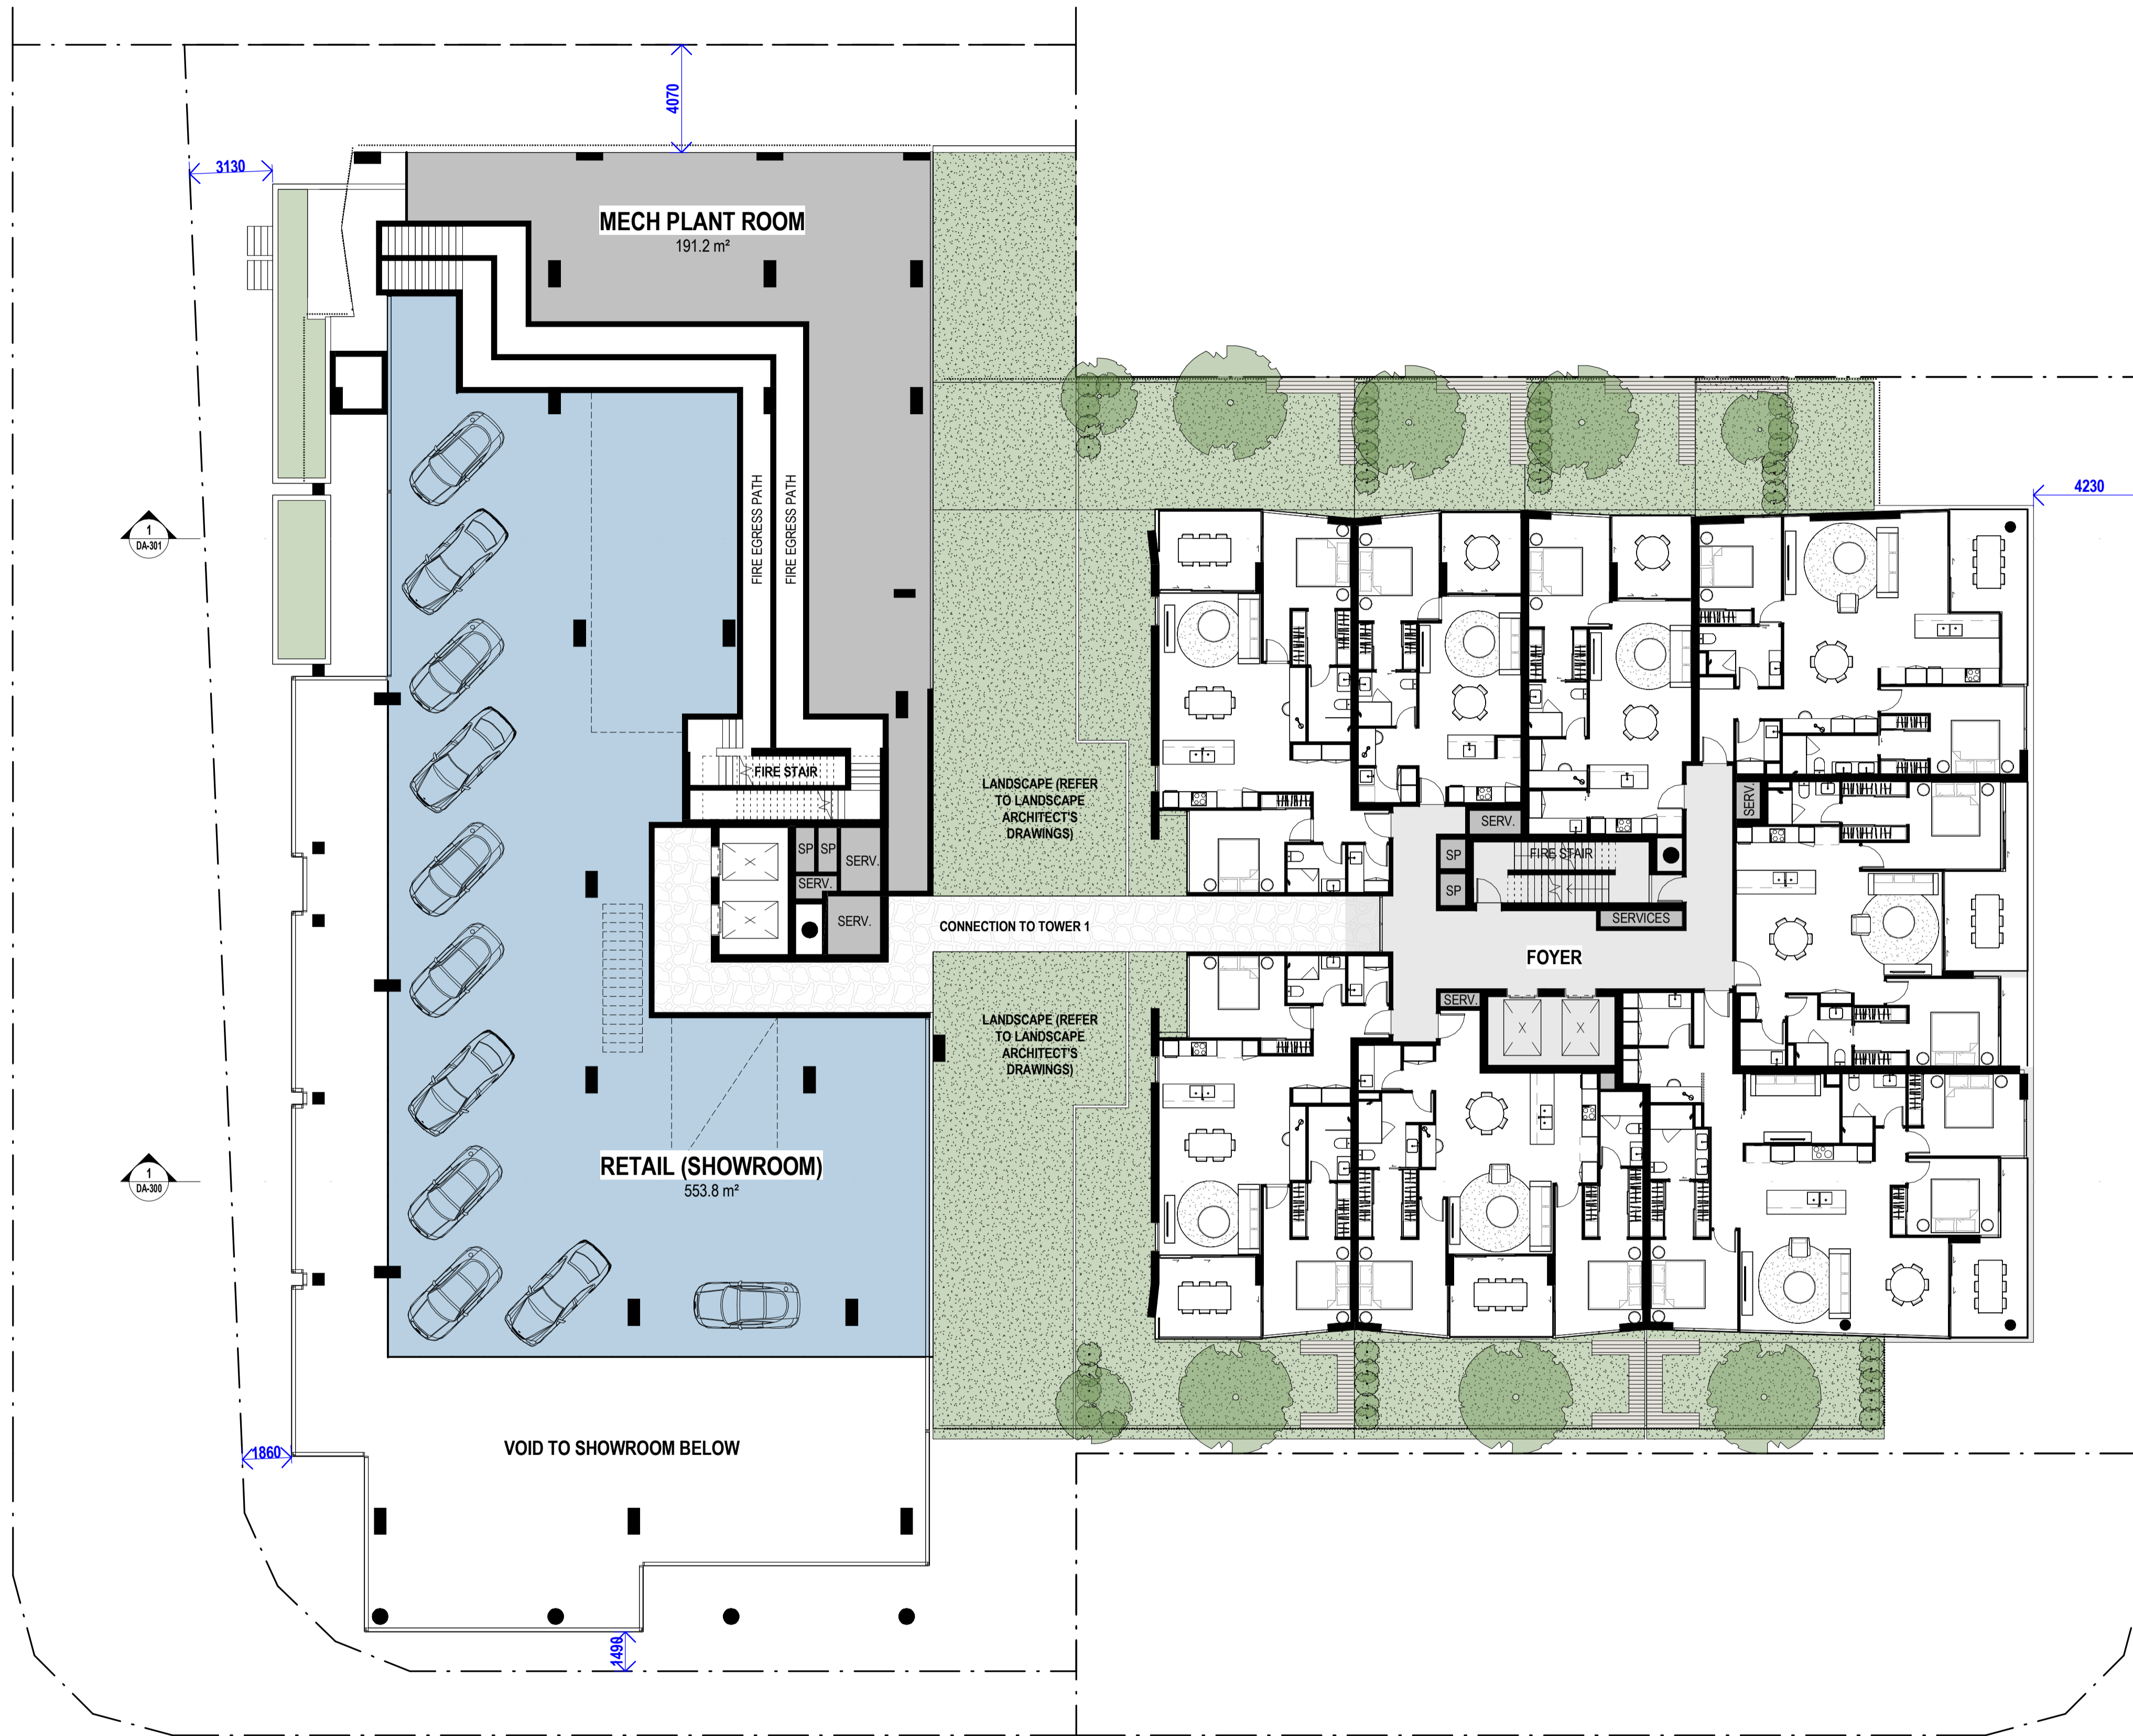 4070
3130
MECH PLANT ROOM
191.2 m²
4230
1
DA-301
FIRE EGRESS PATH
FIRE EGRESS PATH
FIRE STAIR
LANDSCAPE (REFER
TO LANDSCAPE
ARCHITECT'S
DRAWINGS)
SERV.
SERV.
SP
SP
SERV.
SERV.
SERV.
SP
SP
FIRE STAIR
SERVICES
CONNECTION TO TOWER 1
FOYER
SERV.
LANDSCAPE (REFER
TO LANDSCAPE
ARCHITECT'S
DRAWINGS)
1
DA-300
RETAIL (SHOWROOM)
553.8 m²
VOID TO SHOWROOM BELOW
1860
1490